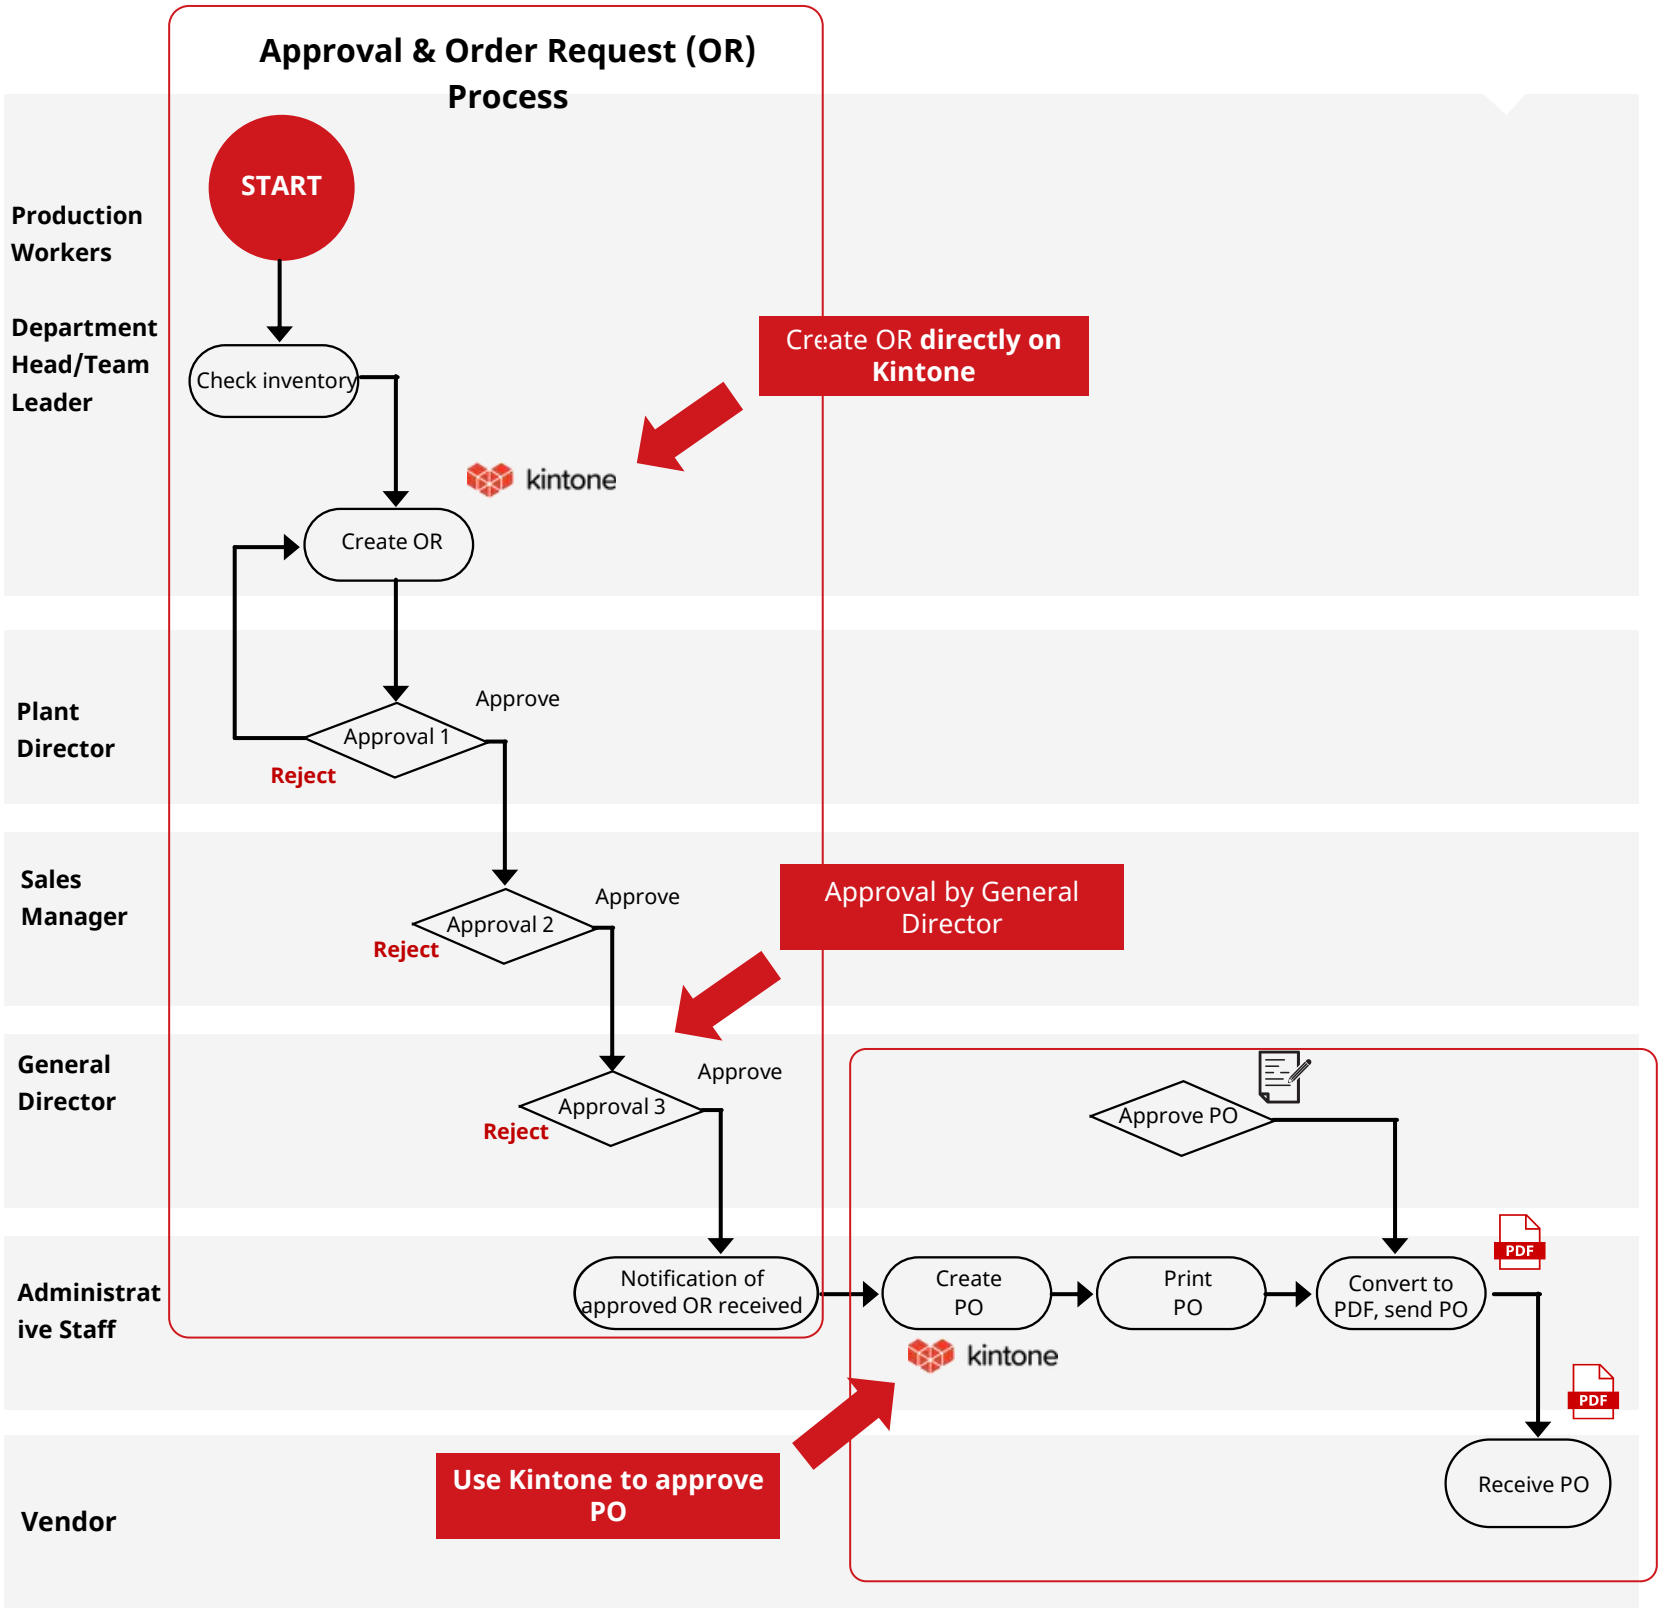 Approval & Order Request (OR)
Process
START
Production
Workers
Department
Head/Team
Leader
Check inventory
Create OR directly on
Kintone
kintone
Create OR
Plant
Director
Approve
Approval 1
Reject
Sales
Manager
Approve
Approval 2
Reject
Approval by General
Director
General
Director
Approve
Approval 3
Reject
Approve PO
Administrat
ive Staff
Notification of
approved OR received
Create
PO
Print
PO
Convert to
PDF, send PO
PDF
kintone
PDF
Use Kintone to approve
PO
Vendor
Receive PO